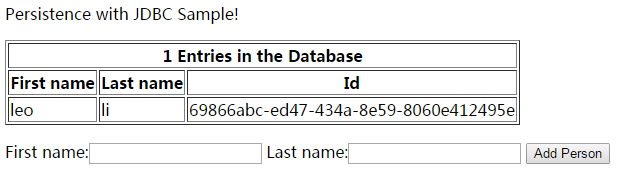 Persistence with JDBC Sample!
1 Entries in the Database
First name Last name Id
leo li 69866abc-ed47-434a-8e59-8060e412495e
First name: Last name: Add Person